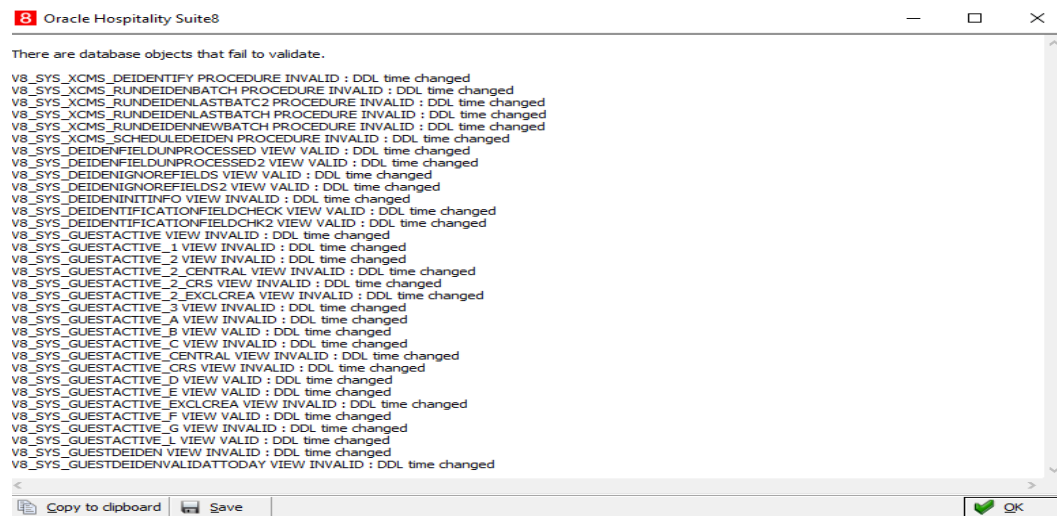 8 Oracle Hospitality Suite8
There are database objects that fail to validate.
V8_SYS_XCMS_DEIDENTIFY PROCEDURE INVALID : DDL time changed
V8_SYS_XCMS_RUNDEIDENBATCH PROCEDURE INVALID : DDL time changed
V8_SYS_XCMS_RUNDEIDENLASTBATC2 PROCEDURE INVALID : DDL time changed
V8_SYS_XCMS_RUNDEIDENLASTBATCH PROCEDURE INVALID : DDL time changed
V8_SYS_XCMS_RUNDEIDENNEWBATCH PROCEDURE INVALID : DDL time changed
V8_SYS_XCMS_SCHEDULEDEIDEN PROCEDURE INVALID : DDL time changed
V8_SYS_DEIDENFIELDUNPROCESSED VIEW VALID : DDL time changed
V8_SYS_DEIDENFIELDUNPROCESSED2 VIEW VALID : DDL time changed
V8_SYS_DEIDENIGNOREFIELDS VIEW VALID : DDL time changed
V8_SYS_DEIDENIGNOREFIELDS2 VIEW VALID : DDL time changed
V8_SYS_DEIDENINITINFO VIEW INVALID : DDL time changed
V8_SYS_DEIDENTIFICATIONFIELDCHECK VIEW VALID : DDL time changed
V8_SYS_DEIDENTIFICATIONFIELDCHK2 VIEW VALID : DDL time changed
V8_SYS_GUESTACTIVE VIEW INVALID : DDL time changed
V8_SYS_GUESTACTIVE_1 VIEW INVALID : DDL time changed
V8_SYS_GUESTACTIVE_2 VIEW INVALID : DDL time changed
V8_SYS_GUESTACTIVE_2_CENTRAL VIEW INVALID : DDL time changed
V8_SYS_GUESTACTIVE_2_CRS VIEW INVALID : DDL time changed
V8_SYS_GUESTACTIVE_2_EXCLCREA VIEW INVALID : DDL time changed
V8_SYS_GUESTACTIVE_3 VIEW INVALID : DDL time changed
V8_SYS_GUESTACTIVE_A VIEW INVALID : DDL time changed
V8_SYS_GUESTACTIVE_B VIEW VALID : DDL time changed
V8_SYS_GUESTACTIVE_C VIEW VALID : DDL time changed
V8_SYS_GUESTACTIVE_CENTRAL VIEW INVALID : DDL time changed
V8_SYS_GUESTACTIVE_CRS VIEW INVALID : DDL time changed
V8_SYS_GUESTACTIVE_D VIEW VALID : DDL time changed
V8_SYS_GUESTACTIVE_E VIEW VALID : DDL time changed
V8_SYS_GUESTACTIVE_EXCLCREA VIEW INVALID : DDL time changed
V8_SYS_GUESTACTIVE_F VIEW VALID : DDL time changed
V8_SYS_GUESTACTIVE_G VIEW VALID : DDL time changed
V8_SYS_GUESTACTIVE_L VIEW VALID : DDL time changed
V8_SYS_GUESTDEIDEN VIEW INVALID : DDL time changed
V8_SYS_GUESTDEIDENVALIDATTODAY VIEW INVALID : DDL time changed
Copy to clipboard Save OK